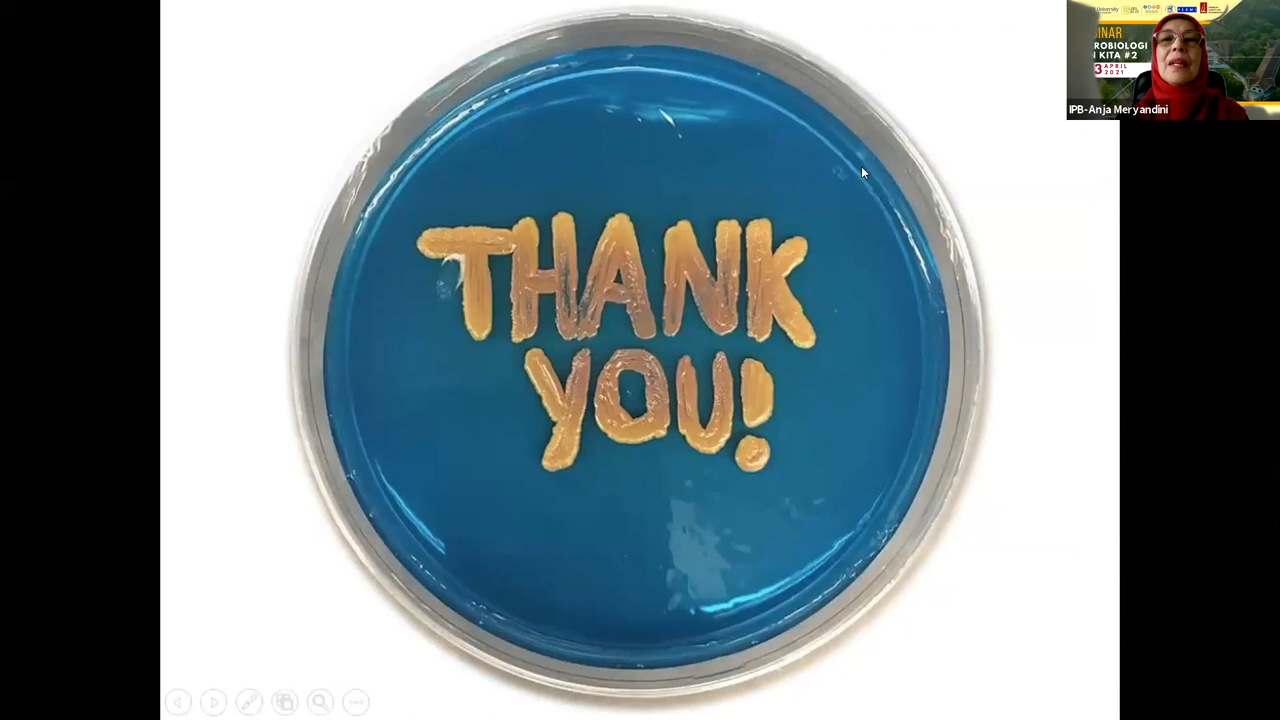 THANK
YOU!
INAR
ROBIOLOGI
I KITA #2
3 APRIL
2021
IPB-Anja Meryandini